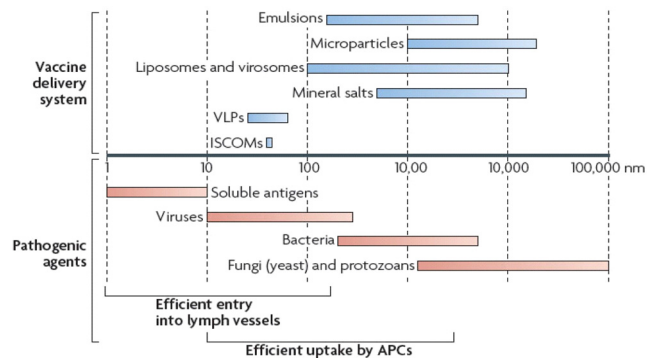 Emulsions
Microparticles
Liposomes and virosomes
Mineral salts
VLPs
ISCOMs
Vaccine
delivery
system
1 10 100 10,00 10,000 100,000 nm
Soluble antigens
Viruses
Bacteria
Fungi (yeast) and protozoans
Pathogenic
agents
Efficient entry
into lymph vessels
Efficient uptake by APCs